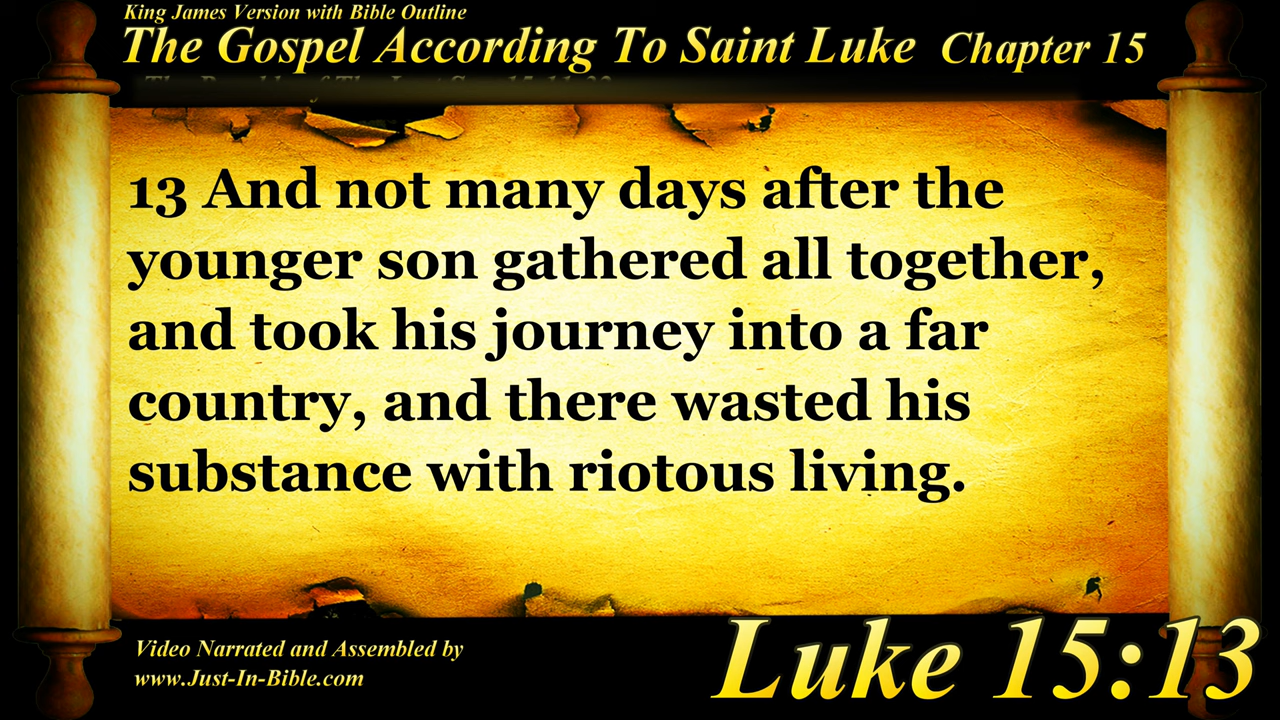 King James Version with Bible Outline
The Gospel According To Saint Luke Chapter 15
13 And not many days after the
younger son gathered all together,
and took his journey into a far
country, and there wasted his
substance with riotous living.
Video Narrated and Assembled by
www.Just-In-Bible.com
Luke 15:13